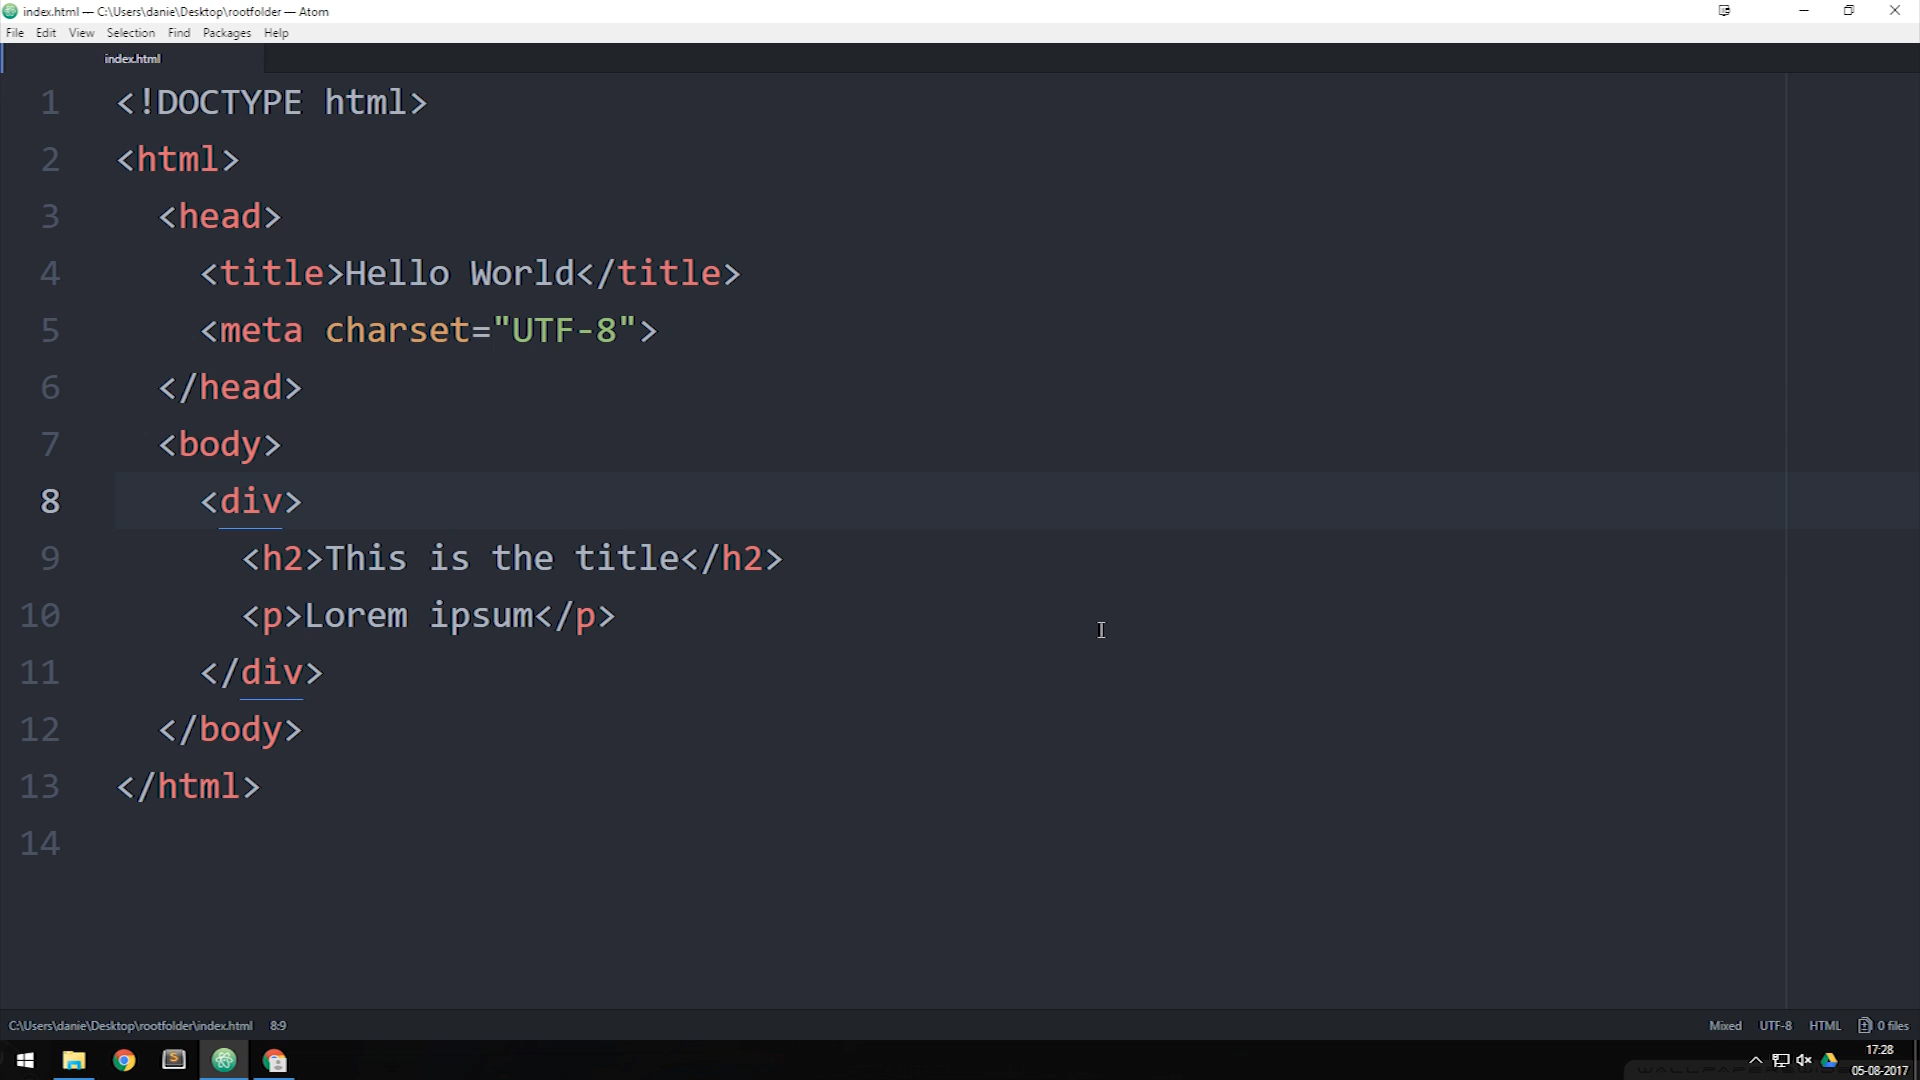 index.html — C:\Users\danie\Desktop\rootfolder — Atom
File Edit View Selection Find Packages Help
index.html
1 <!DOCTYPE html>
2 <html>
3 <head>
4 <title>Hello World</title>
5 <meta charset="UTF-8">
6 </head>
7 <body>
8 <div>
9 <h2>This is the title</h2>
10 <p>Lorem ipsum</p>
11 </div>
12 </body>
13 </html>
14
C:\Users\danie\Desktop\rootfolder\index.html 8:9 Mixed UTF-8 HTML 0 files
17:28
05-08-2017